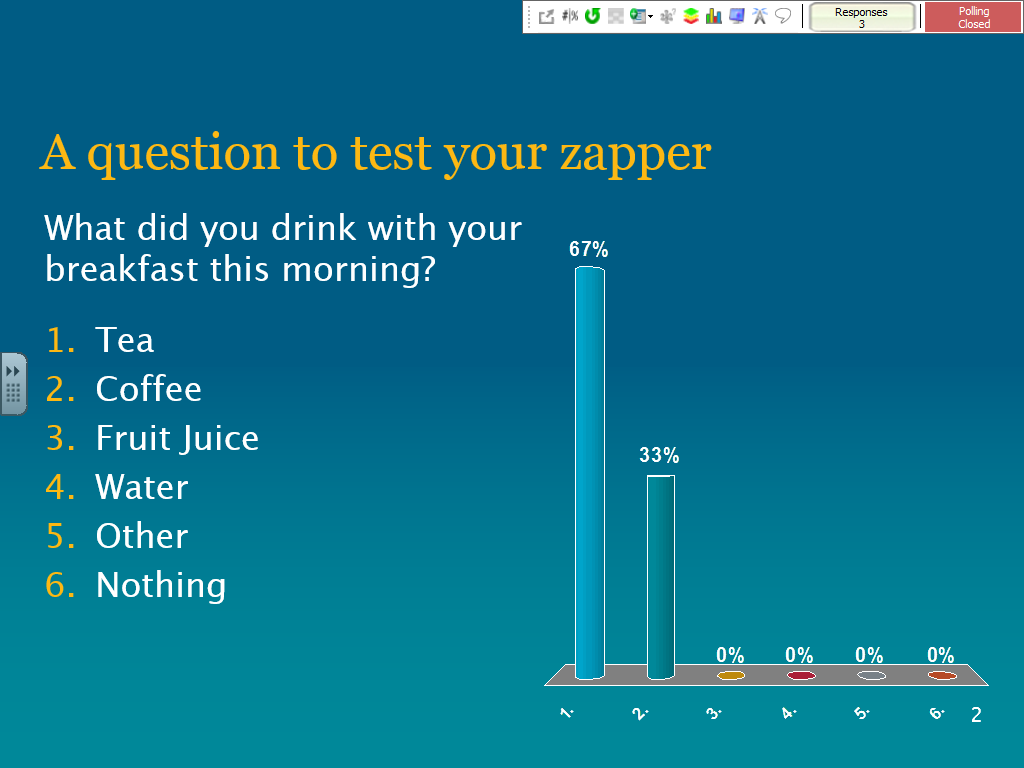 #|%
Responses
3
Polling
Closed
A question to test your zapper
What did you drink with your
breakfast this morning?
1. Tea
2. Coffee
3. Fruit Juice
4. Water
5. Other
6. Nothing
67%
33%
0% 0% 0% 0%
1. 2. 3. 4. 5. 6.
2